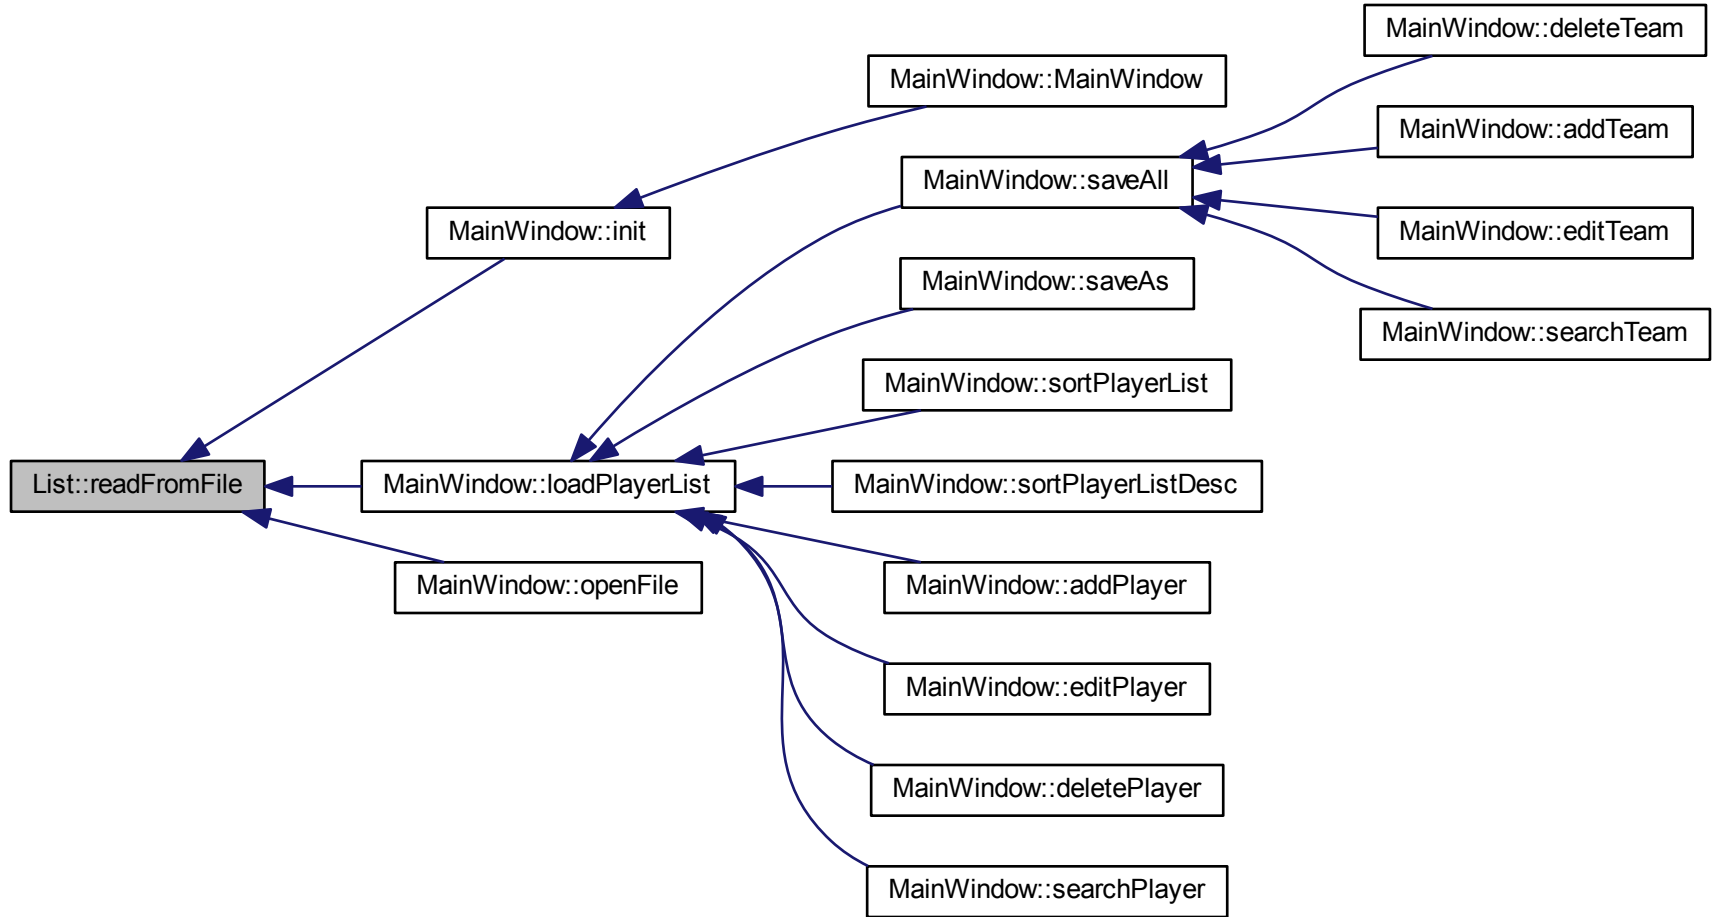 MainWindow::deleteTeam
MainWindow::MainWindow
MainWindow::addTeam
MainWindow::saveAll
MainWindow::init
MainWindow::editTeam
MainWindow::saveAs
MainWindow::searchTeam
MainWindow::sortPlayerList
List::readFromFile
MainWindow::loadPlayerList
MainWindow::sortPlayerListDesc
MainWindow::openFile
MainWindow::addPlayer
MainWindow::editPlayer
MainWindow::deletePlayer
MainWindow::searchPlayer